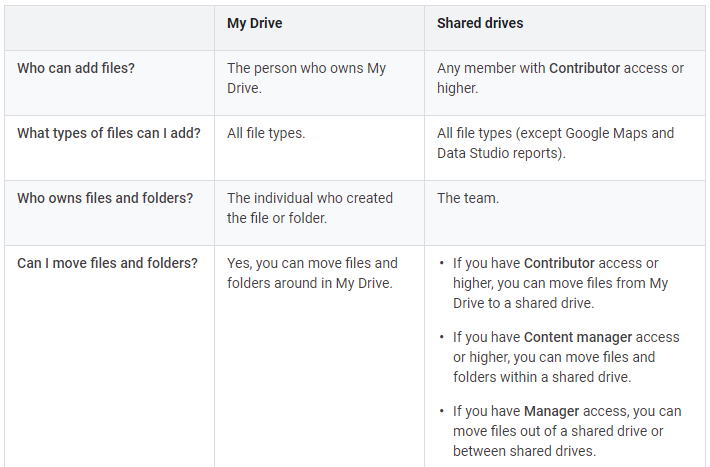 My Drive
Shared drives
Who can add files?
The person who owns My
Drive.
Any member with Contributor access or
higher.
What types of files can I add?
All file types.
All file types (except Google Maps and
Data Studio reports).
Who owns files and folders?
The individual who created
the file or folder.
The team.
Can I move files and folders?
Yes, you can move files and
folders around in My Drive.
• If you have Contributor access or
higher, you can move files from My
Drive to a shared drive.
• If you have Content manager access
or higher, you can move files and
folders within a shared drive.
• If you have Manager access, you can
move files out of a shared drive or
between shared drives.